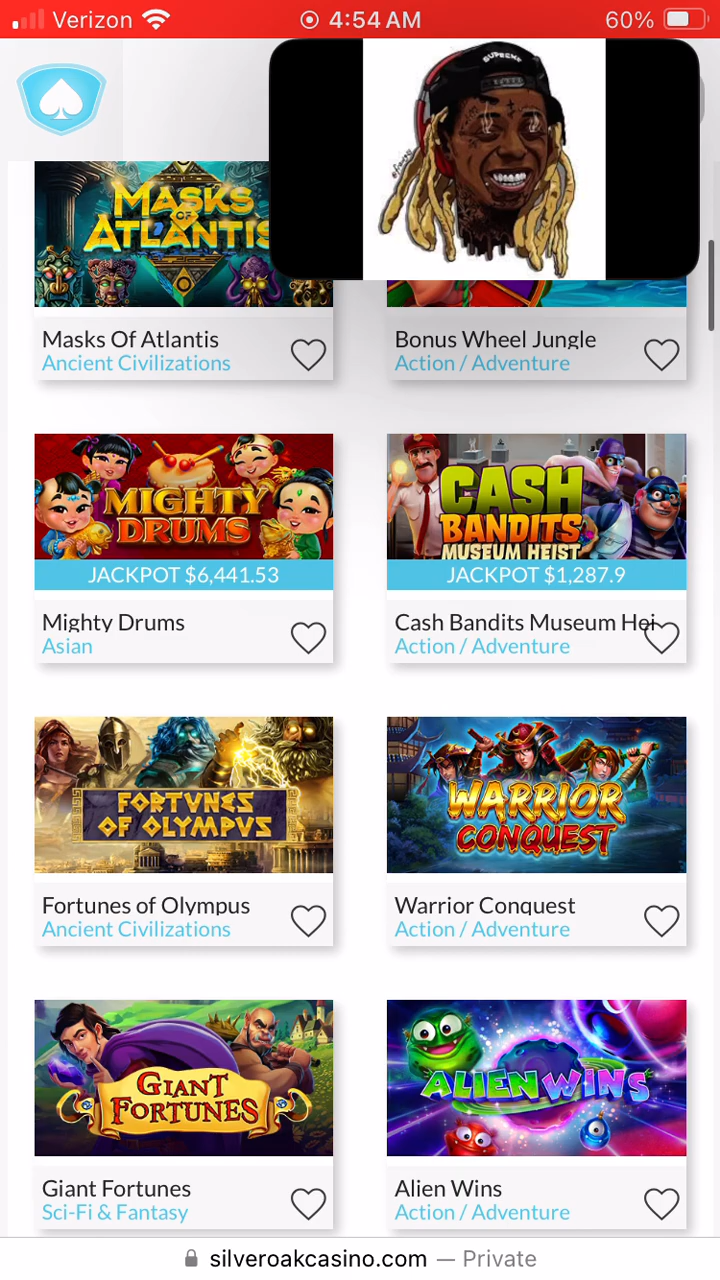 Verizon 4:54 AM 60%
SUPREME
MASKS
OF
ATLANTIS
Masks Of Atlantis
Ancient Civilizations
Bonus Wheel Jungle
Action / Adventure
MIGHTY
DRUMS
JACKPOT $6,441.53
Mighty Drums
Asian
CASH
BANDITS
MUSEUM HEIST
JACKPOT $1,287.9
Cash Bandits Museum Hei
Action / Adventure
FORTVNES
OF OLYMPVS
Fortunes of Olympus
Ancient Civilizations
WARRIOR
CONQUEST
Warrior Conquest
Action / Adventure
GIANT
FORTUNES
Giant Fortunes
Sci-Fi & Fantasy
ALIEN WINS
Alien Wins
Action / Adventure
silveroakcasino.com — Private